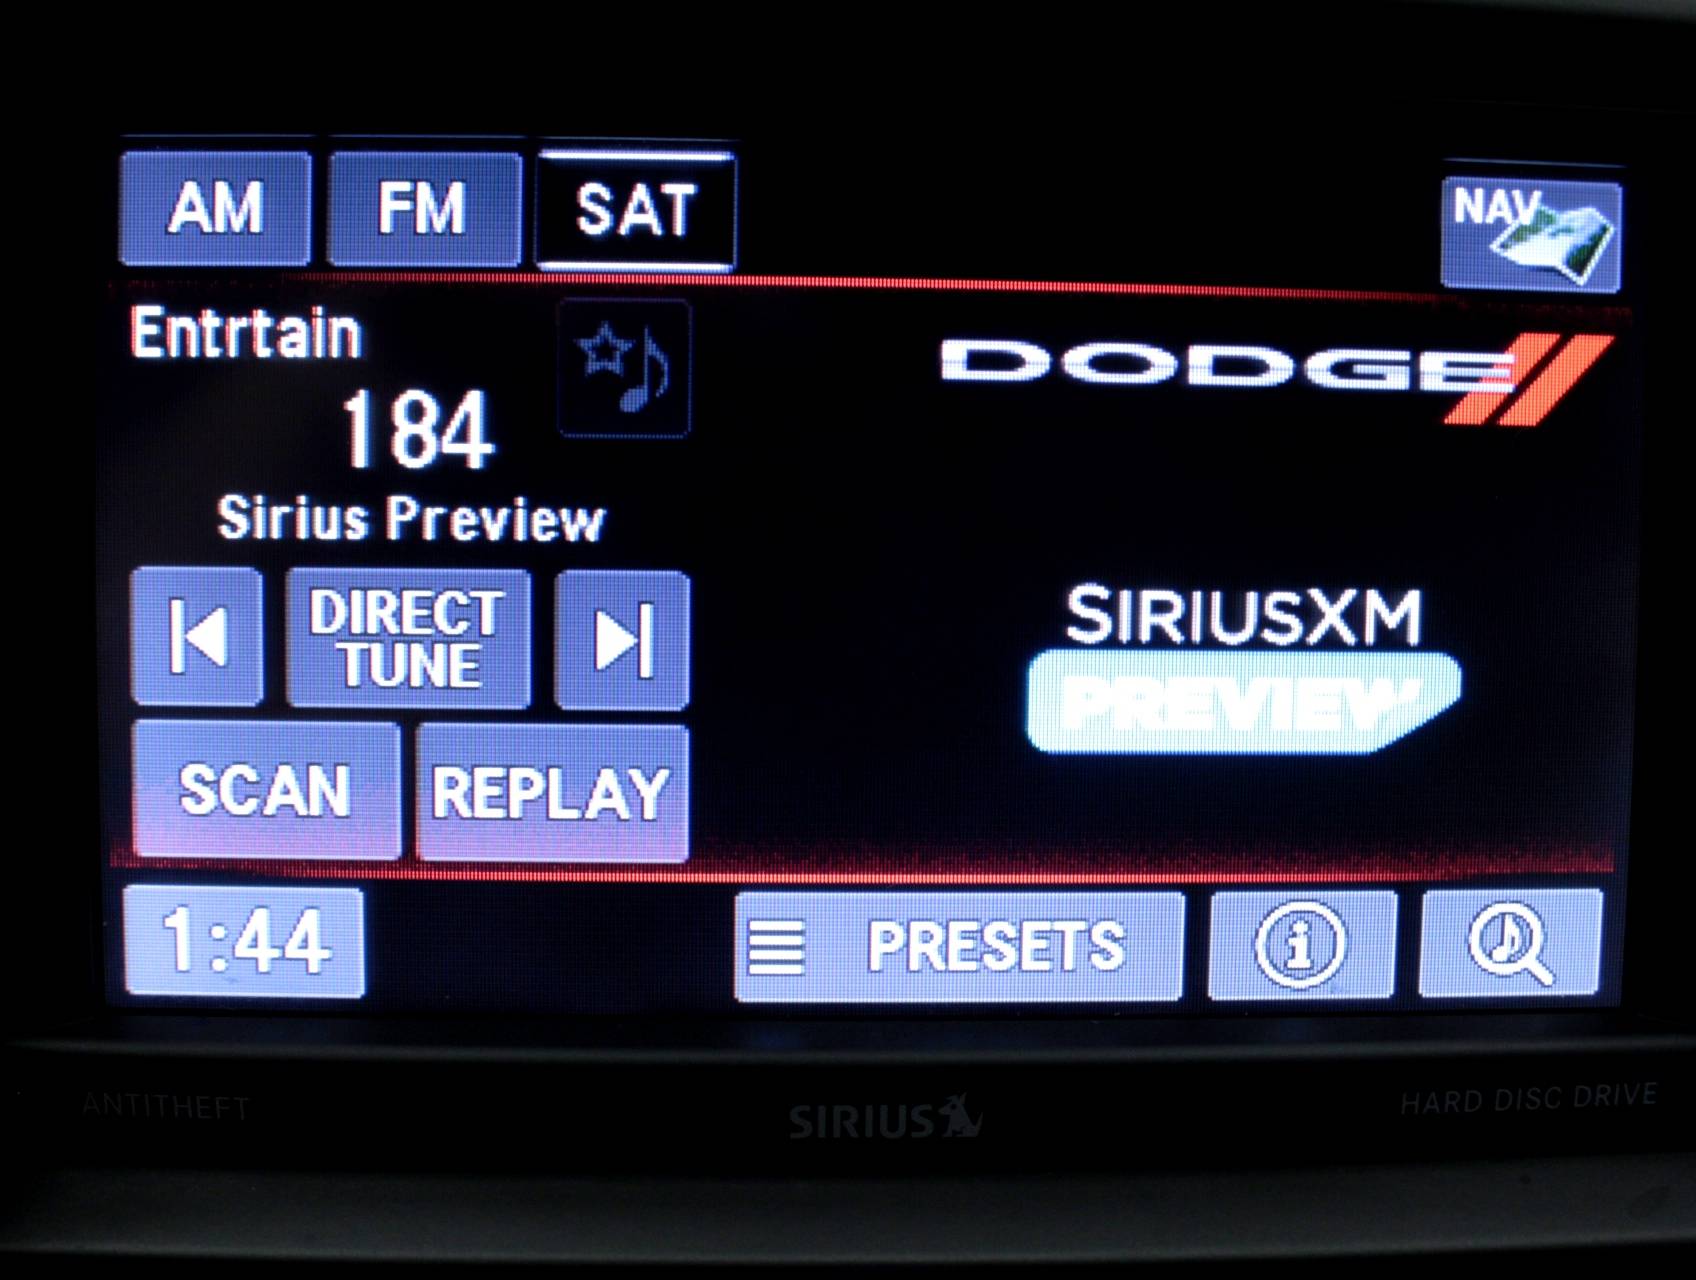 AM FM SAT
NAV
Entrtain
DODGE
184
Sirius Preview
DIRECT
TUNE
SIRIUSXM
PREVIEW
SCAN REPLAY
1:44 PRESETS i
ANTITHEFT SIRIUS HARD DISC DRIVE